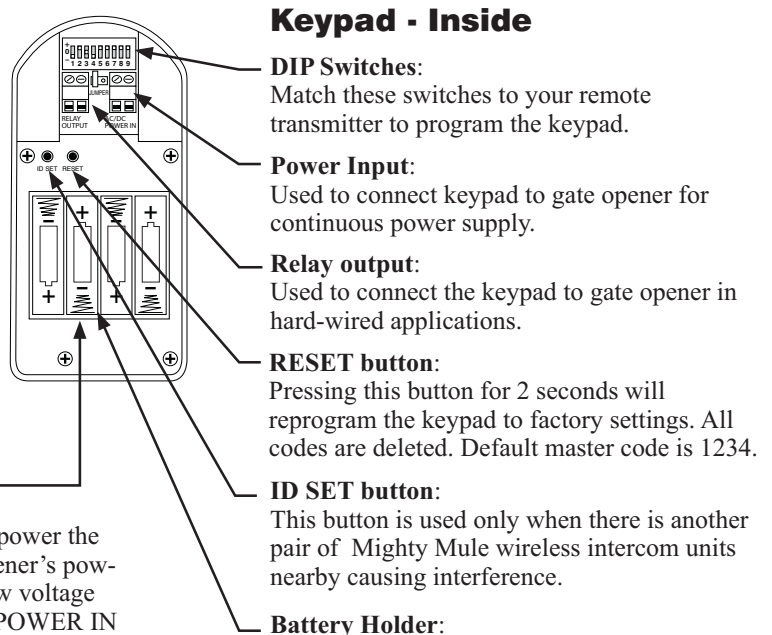 Keypad - Inside
+
0
–
1 2 3 4 5 6 7 8 9
JUMPER
RELAY
OUTPUT
AC/DC
POWER IN
ID SET RESET
– + – +
+ – + –
DIP Switches:
Match these switches to your remote
transmitter to program the keypad.
Power Input:
Used to connect keypad to gate opener for
continuous power supply.
Relay output:
Used to connect the keypad to gate opener in
hard-wired applications.
RESET button:
Pressing this button for 2 seconds will
reprogram the keypad to factory settings. All
codes are deleted. Default master code is 1234.
ID SET button:
This button is used only when there is another
pair of Mighty Mule wireless intercom units
nearby causing interference.
Battery Holder:
power the
ener’s pow-
w voltage
POWER IN